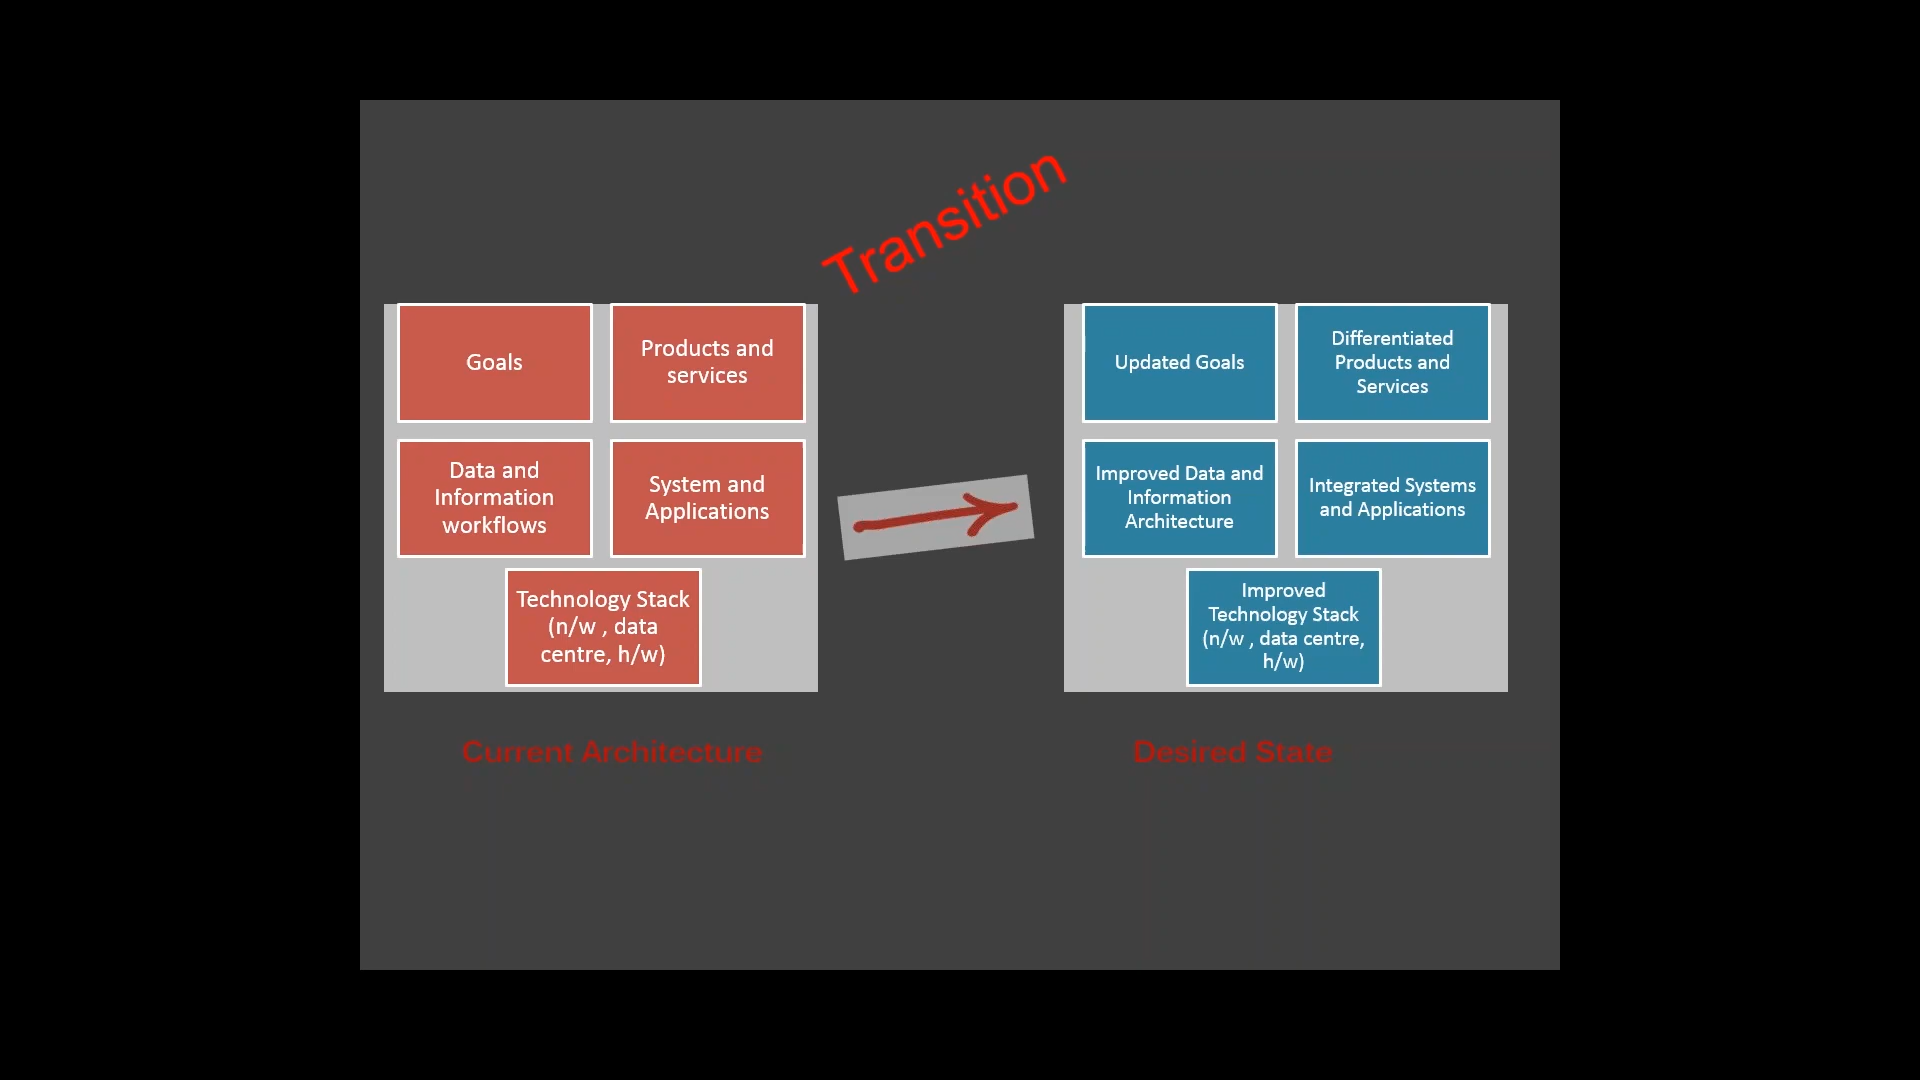 Transition
Goals
Products and
services
Data and
Information
workflows
System and
Applications
Technology Stack
(n/w , data
centre, h/w)
Current Architecture
Updated Goals
Differentiated
Products and
Services
Improved Data and
Information
Architecture
Integrated Systems
and Applications
Improved
Technology Stack
(n/w , data centre,
h/w)
Desired State